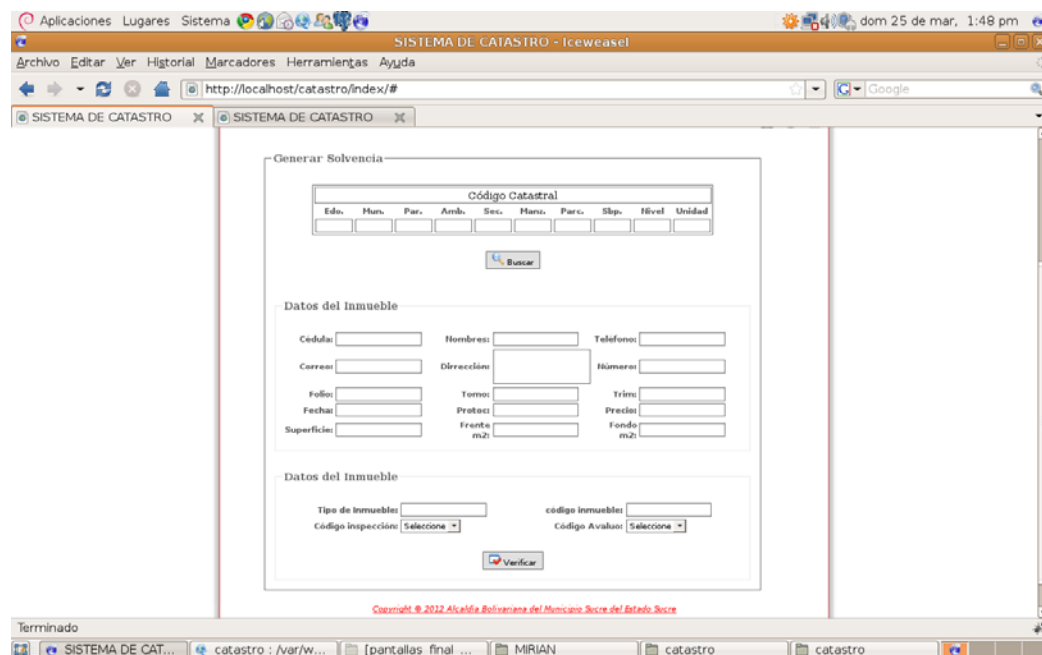 Aplicaciones Lugares Sistema dom 25 de mar, 1:48 pm
SISTEMA DE CATASTRO - Iceweasel
Archivo Editar Ver Historial Marcadores Herramientas Ayuda
http://localhost/catastro/index/# Google
SISTEMA DE CATASTRO SISTEMA DE CATASTRO
Generar Solvencia
Código Catastral
Edo. Mun. Par. Amb. Sec. Manz. Parc. Sbp. Nivel Unidad
Buscar
Datos del Inmueble
Cédula: Nombres: Teléfono:
Correo: Dirrección: Número:
Folio: Tomo: Trim:
Fecha: Protoc: Precio:
Superficie: Frente m2: Fondo m2:
Datos del Inmueble
Tipo de Inmueble: código inmueble:
Código inspección: Seleccione Código Avaluo: Seleccione
Verificar
Copyright © 2012 Alcaldía Bolivariana del Municipio Sucre del Estado Sucre
Terminado
SISTEMA DE CAT... catastro : /var/w... [pantallas final ... MIRIAN catastro catastro